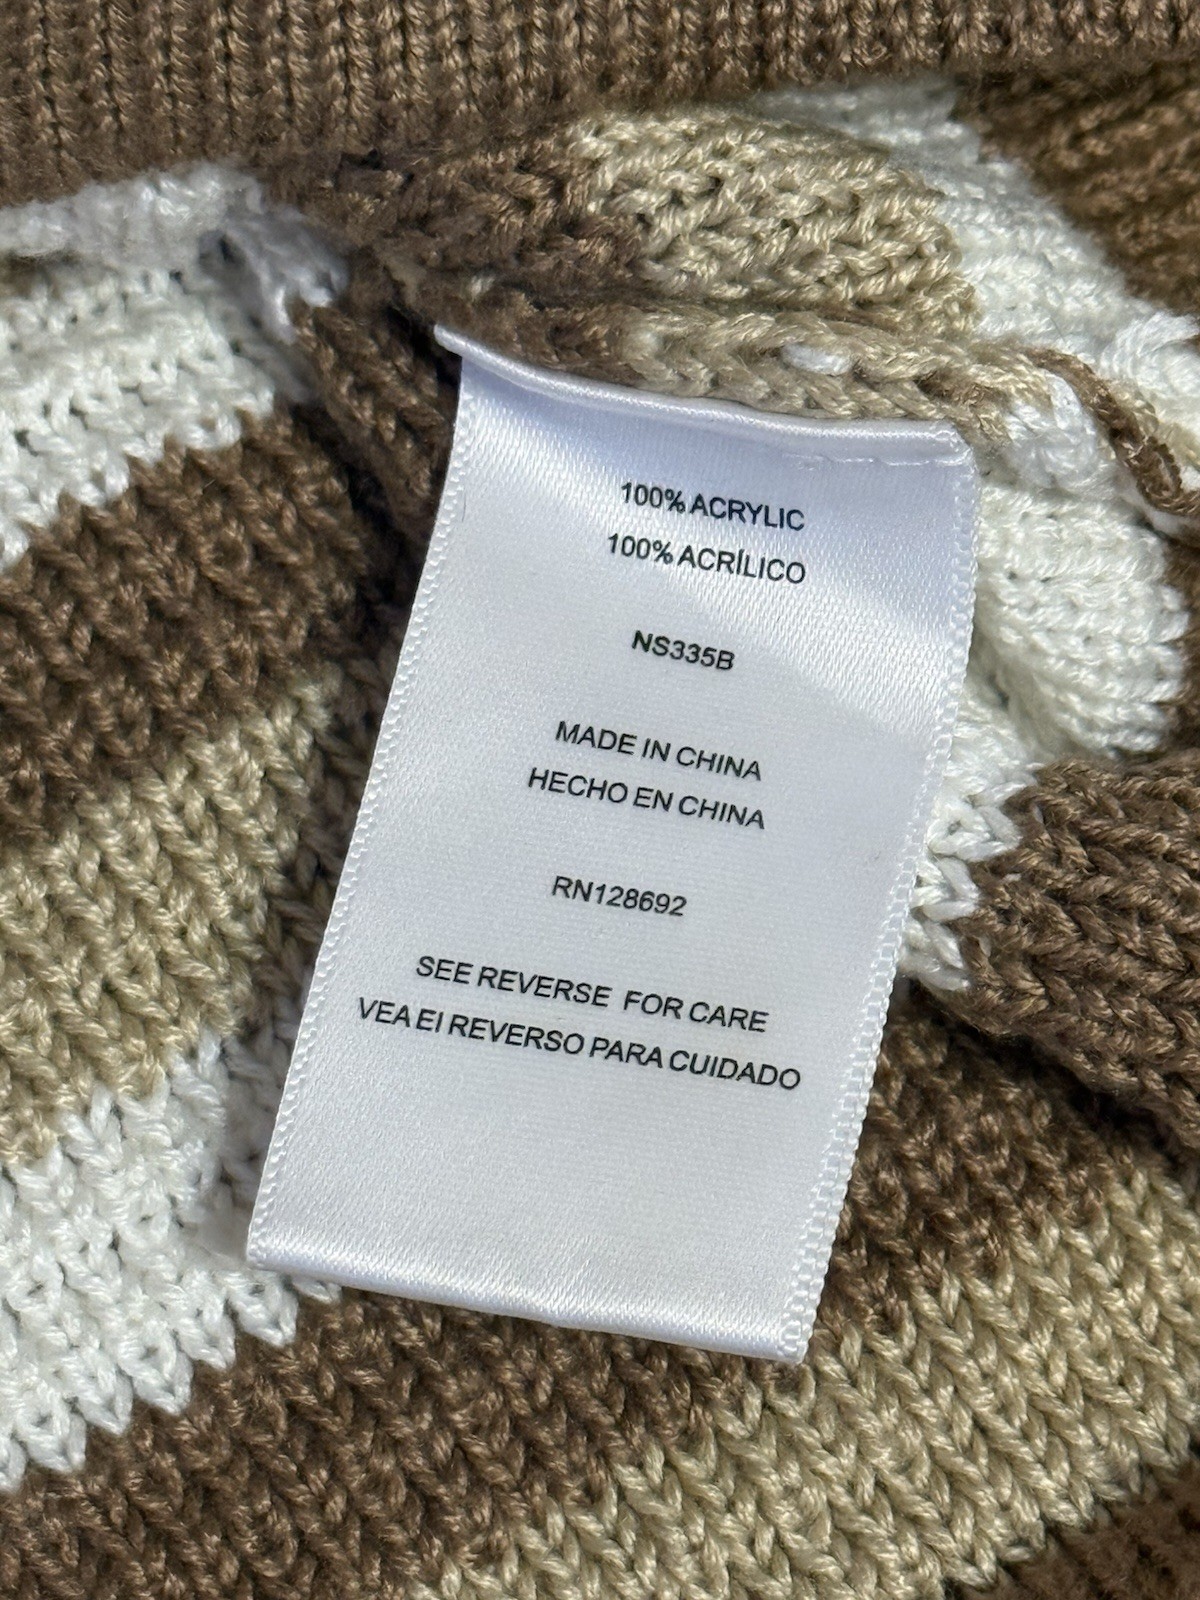 100% ACRYLIC
100% ACRÍLICO
NS335B
MADE IN CHINA
HECHO EN CHINA
RN128692
SEE REVERSE FOR CARE
VEA EI REVERSO PARA CUIDADO